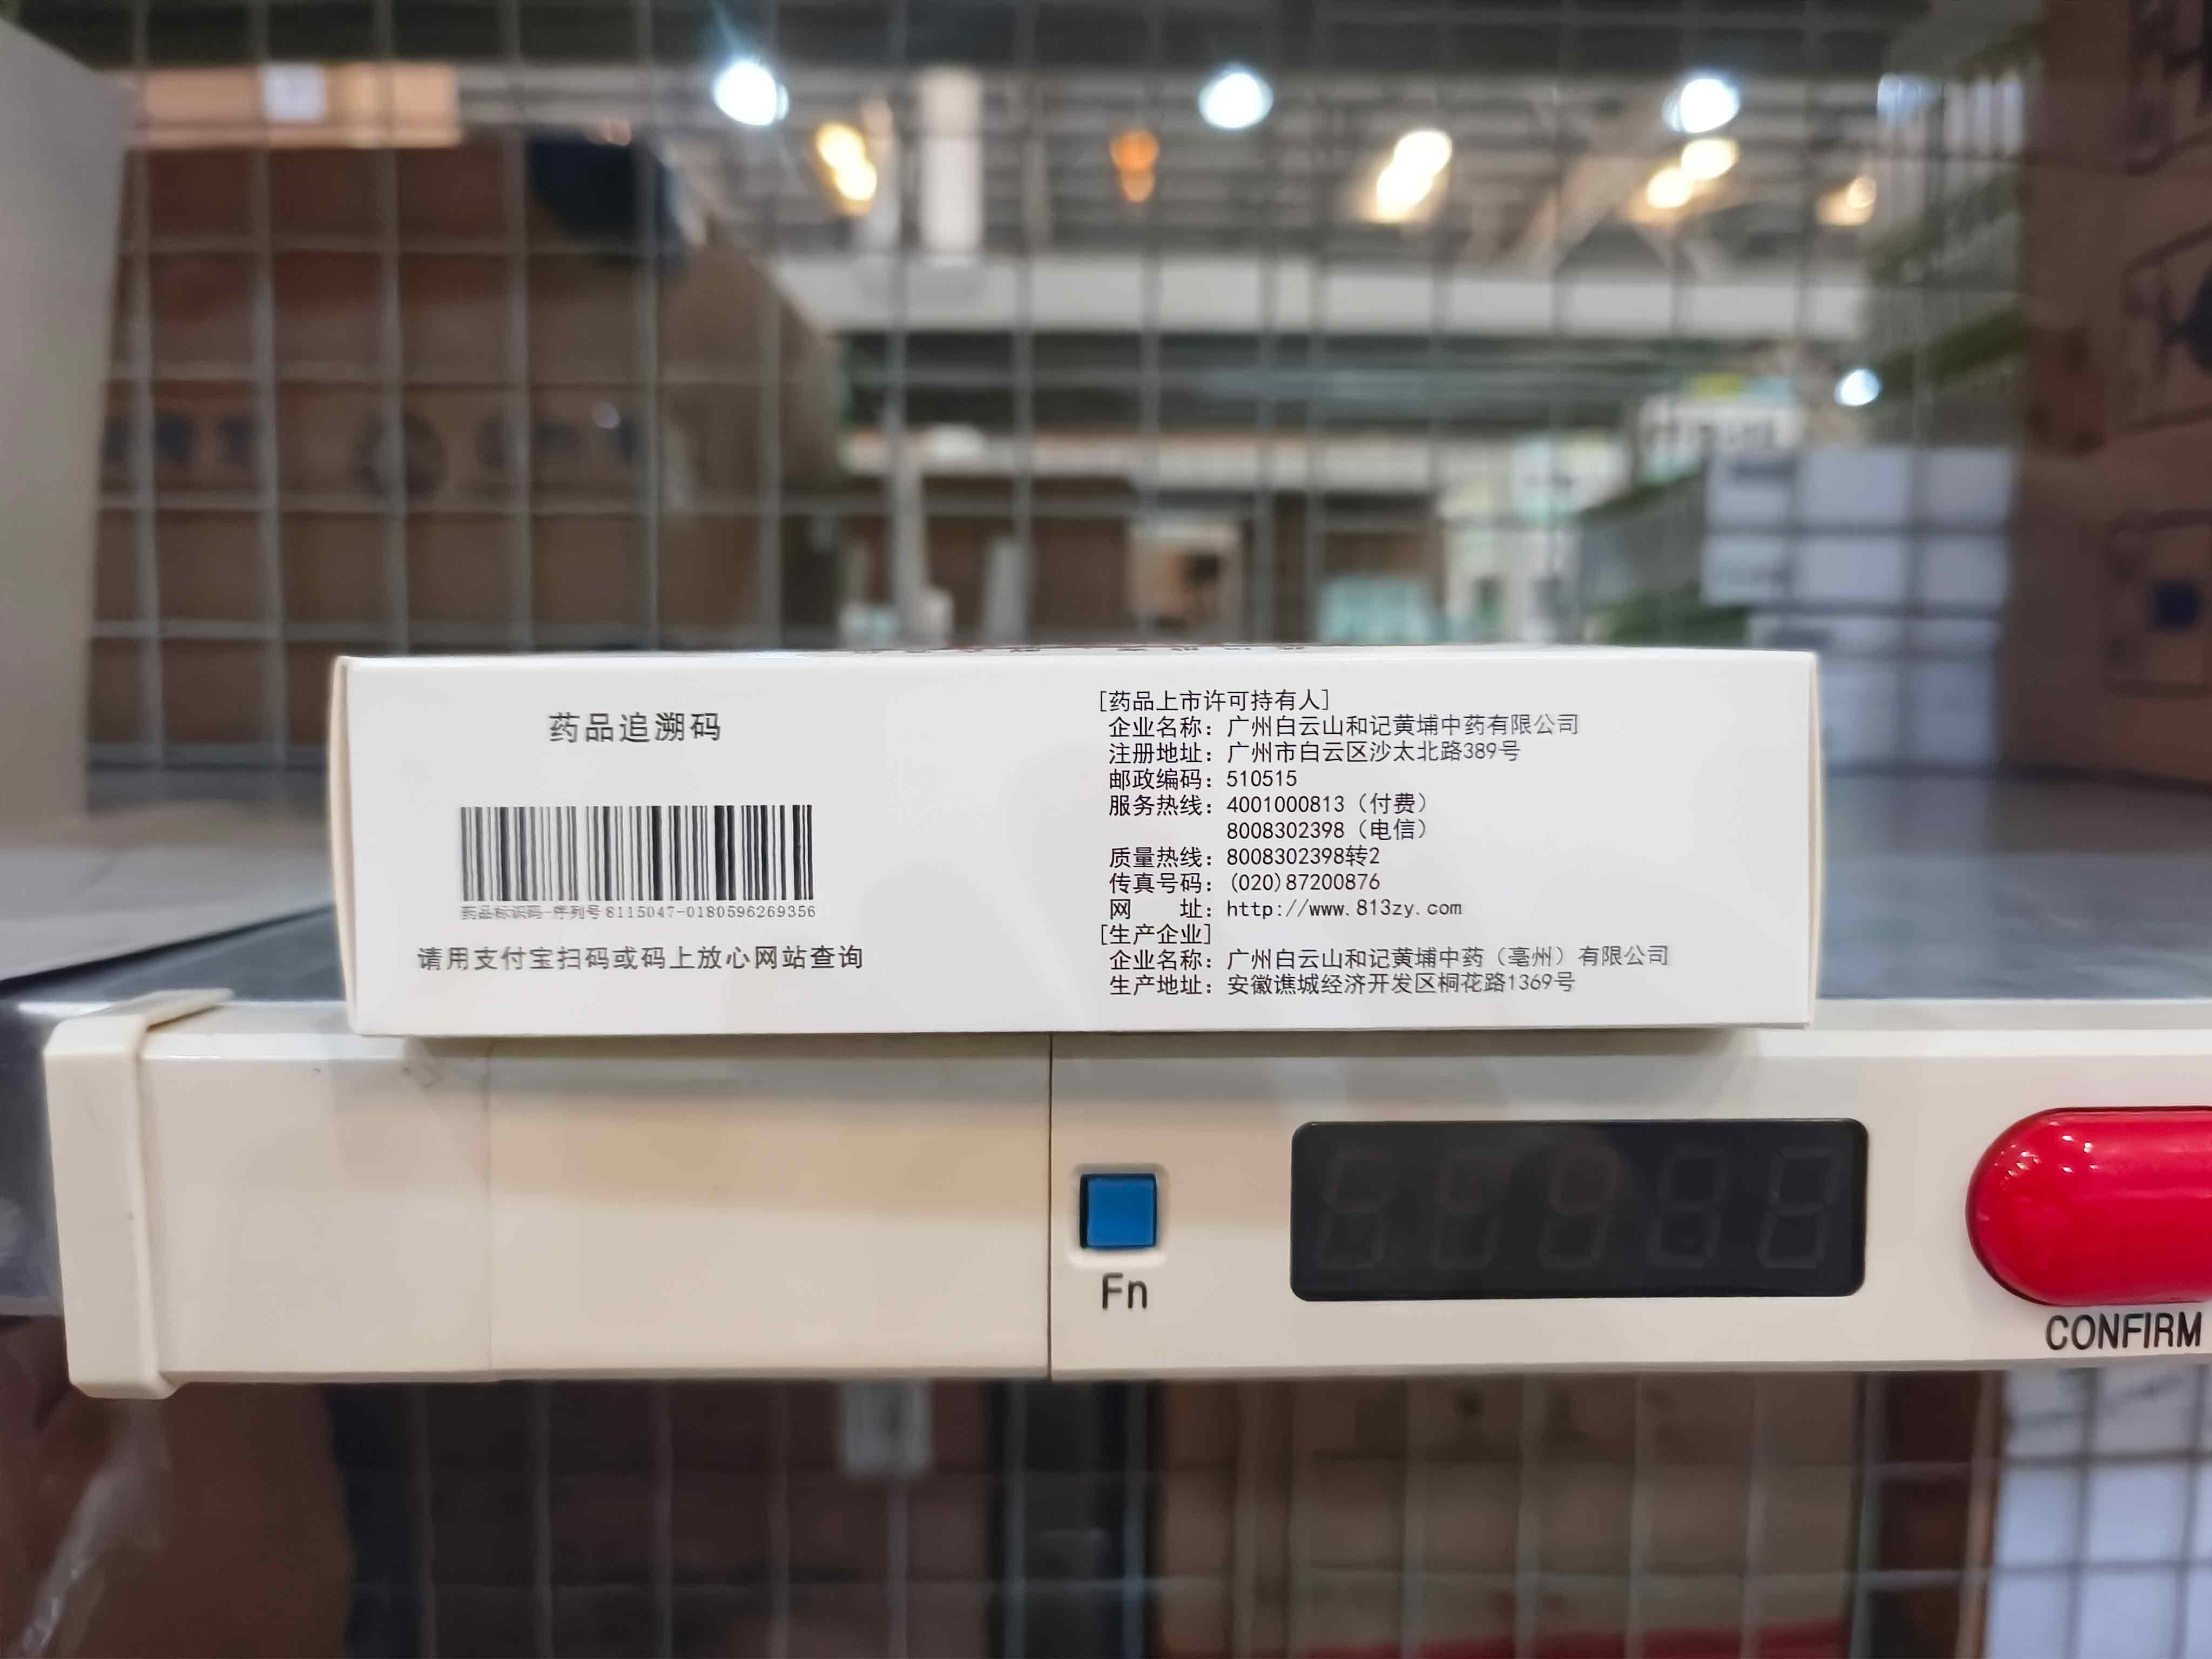 药品追溯码
药品标识码-序列号 8115047-0180596269356
请用支付宝扫码或码上放心网站查询
[药品上市许可持有人]
企业名称：广州白云山和记黄埔中药有限公司
注册地址：广州市白云区沙太北路389号
邮政编码：510515
服务热线：4001000813（付费）
8008302398（电信）
质量热线：8008302398转2
传真号码：(020)87200876
网　　址：http://www.813zy.com
[生产企业]
企业名称：广州白云山和记黄埔中药（亳州）有限公司
生产地址：安徽谯城经济开发区桐花路1369号
Fn
CONFIRM